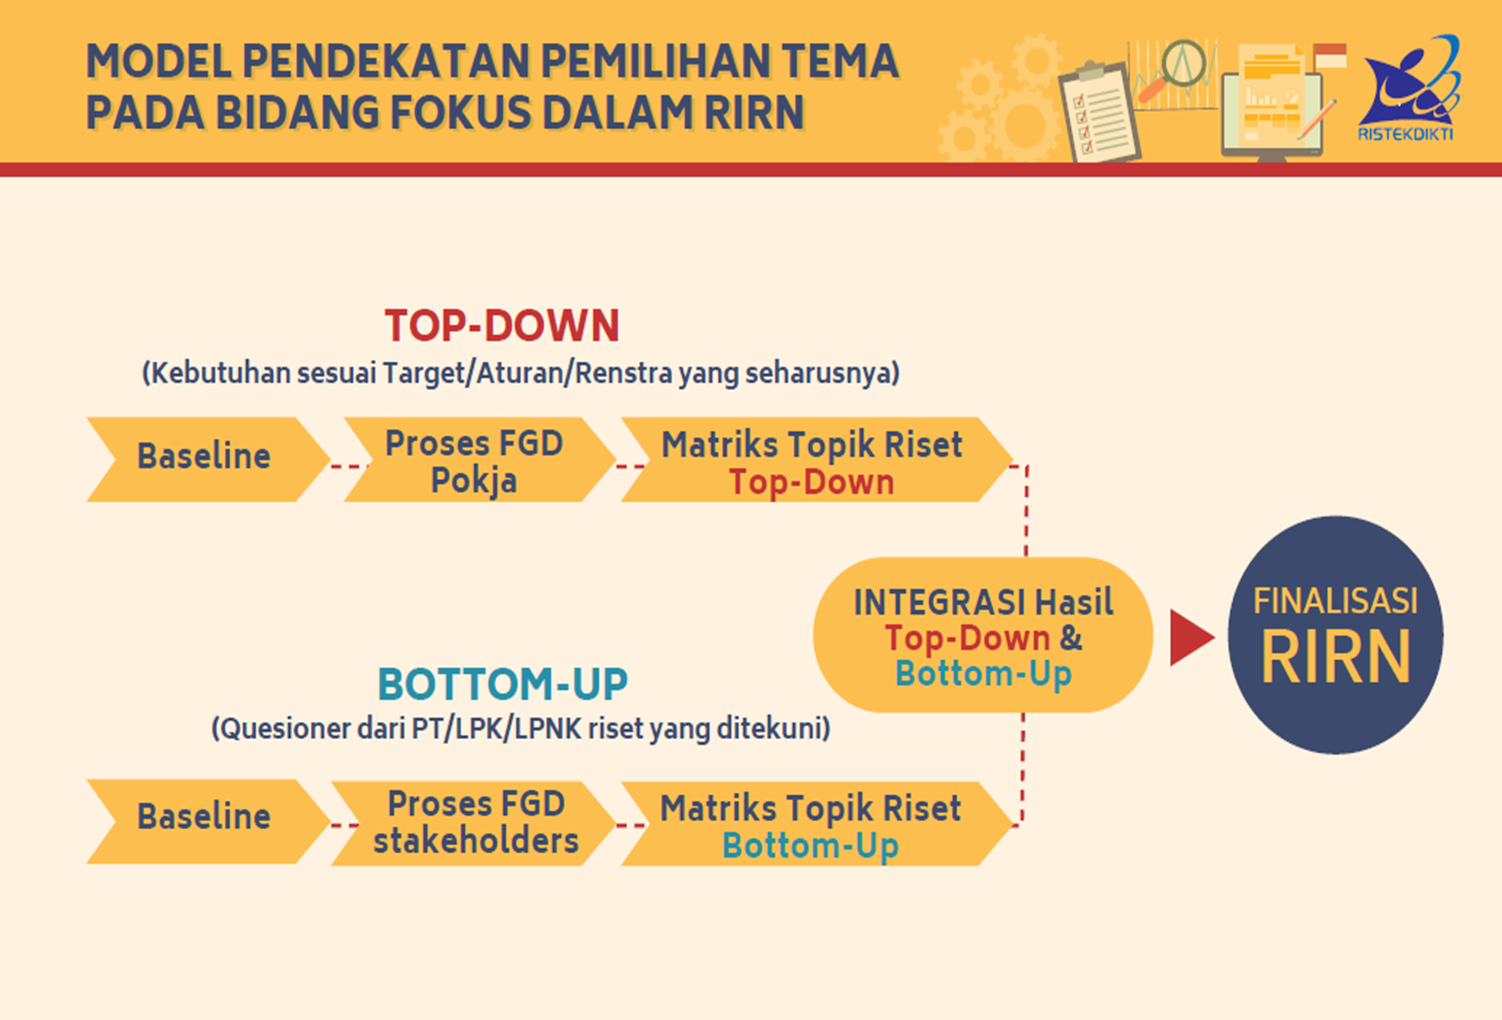 MODEL PENDEKATAN PEMILIHAN TEMA
PADA BIDANG FOKUS DALAM RIRN
RISTEKDIKTI
TOP-DOWN
(Kebutuhan sesuai Target/Aturan/Renstra yang seharusnya)
Baseline
Proses FGD
Pokja
Matriks Topik Riset
Top-Down
INTEGRASI Hasil
Top-Down &
Bottom-Up
FINALISASI
RIRN
BOTTOM-UP
(Quesioner dari PT/LPK/LPNK riset yang ditekuni)
Baseline
Proses FGD
stakeholders
Matriks Topik Riset
Bottom-Up